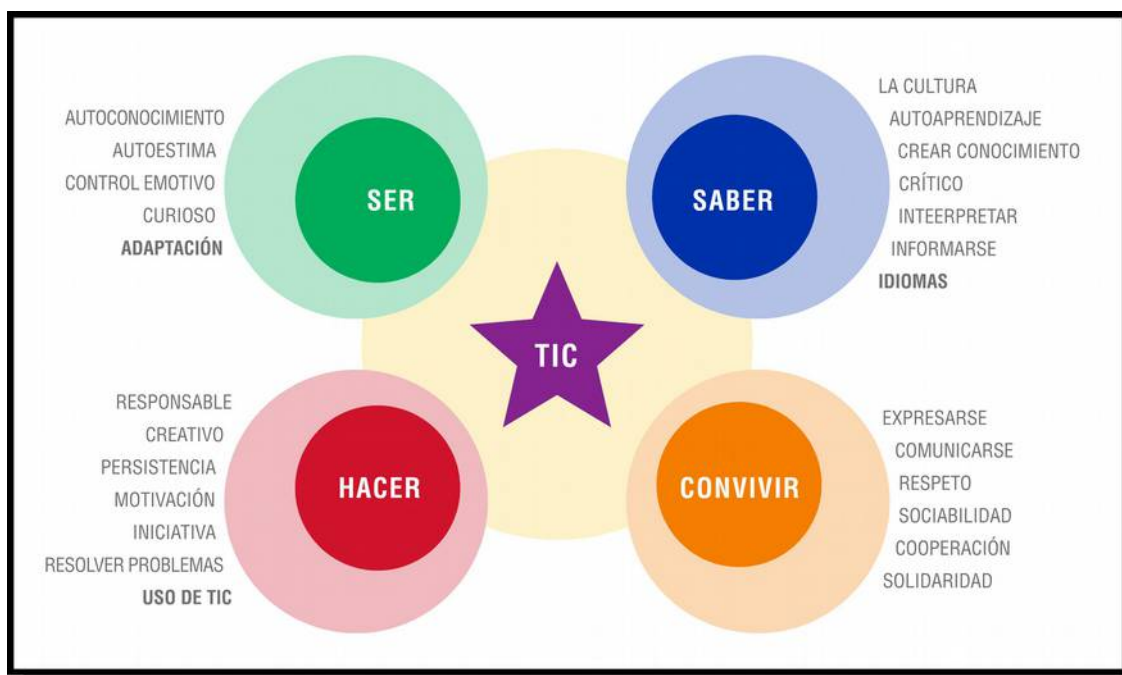 AUTOCONOCIMIENTO
AUTOESTIMA
CONTROL EMOTIVO
CURIOSO
ADAPTACIÓN
SER
SABER
LA CULTURA
AUTOAPRENDIZAJE
CREAR CONOCIMIENTO
CRÍTICO
INTEERPRETAR
INFORMARSE
IDIOMAS
TIC
RESPONSABLE
CREATIVO
PERSISTENCIA
MOTIVACIÓN
INICIATIVA
RESOLVER PROBLEMAS
USO DE TIC
HACER
CONVIVIR
EXPRESARSE
COMUNICARSE
RESPETO
SOCIABILIDAD
COOPERACIÓN
SOLIDARIDAD